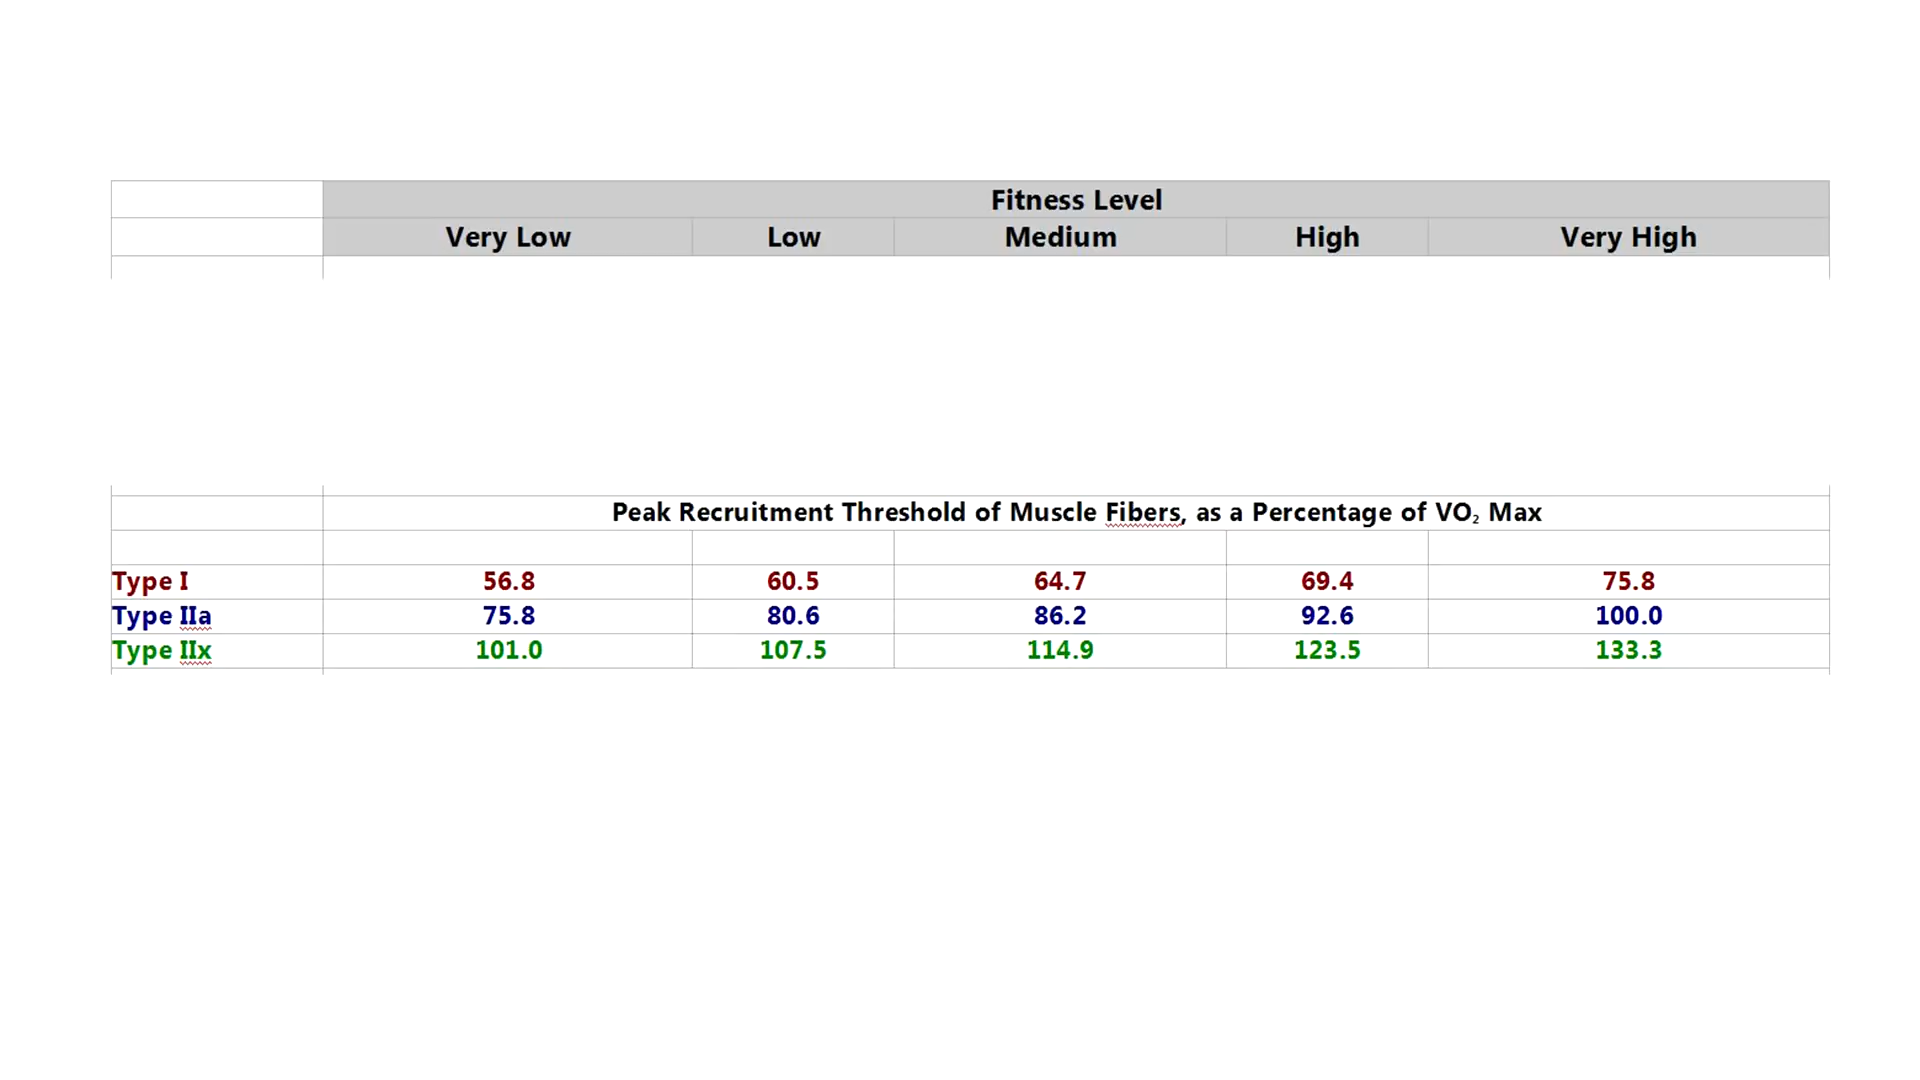 Fitness Level
Very Low Low Medium High Very High
Peak Recruitment Threshold of Muscle Fibers, as a Percentage of VO₂ Max
Type I 56.8 60.5 64.7 69.4 75.8
Type IIa 75.8 80.6 86.2 92.6 100.0
Type IIx 101.0 107.5 114.9 123.5 133.3